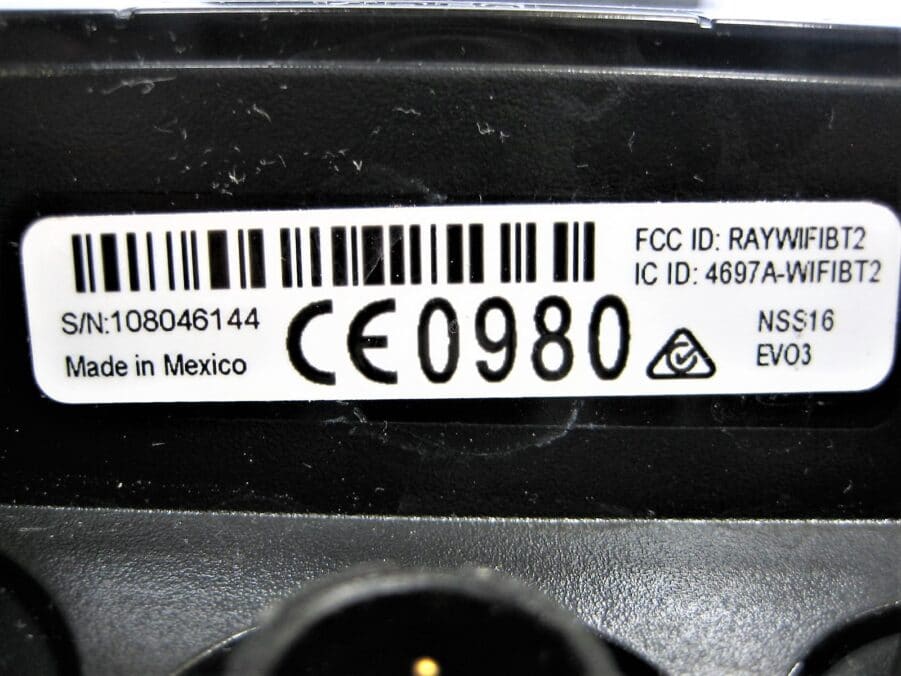 FCC ID: RAYWIFIBT2
IC ID: 4697A-WIFIBT2
S/N:108046144
CE0980
NSS16
Made in Mexico
EVO3